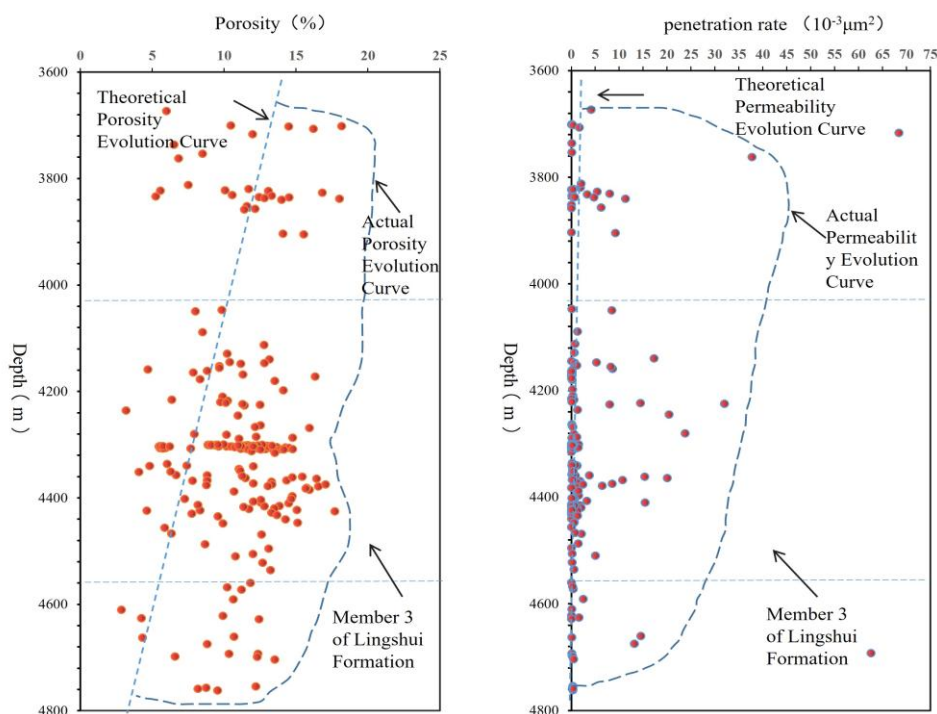 Porosity (%)
0 5 10 15 20 25
3600
3800
4000
4200
4400
4600
4800
Depth (m)
Theoretical
Porosity
Evolution Curve
Actual
Porosity
Evolution
Curve
Member 3
of Lingshui
Formation
penetration rate (10⁻³μm²)
0 5 10 15 20 25 30 35 40 45 50 55 60 65 70 75
3600
3800
4000
4200
4400
4600
4800
Depth (m)
Theoretical
Permeability
Evolution Curve
Actual
Permeabilit
y Evolution
Curve
Member 3
of Lingshui
Formation